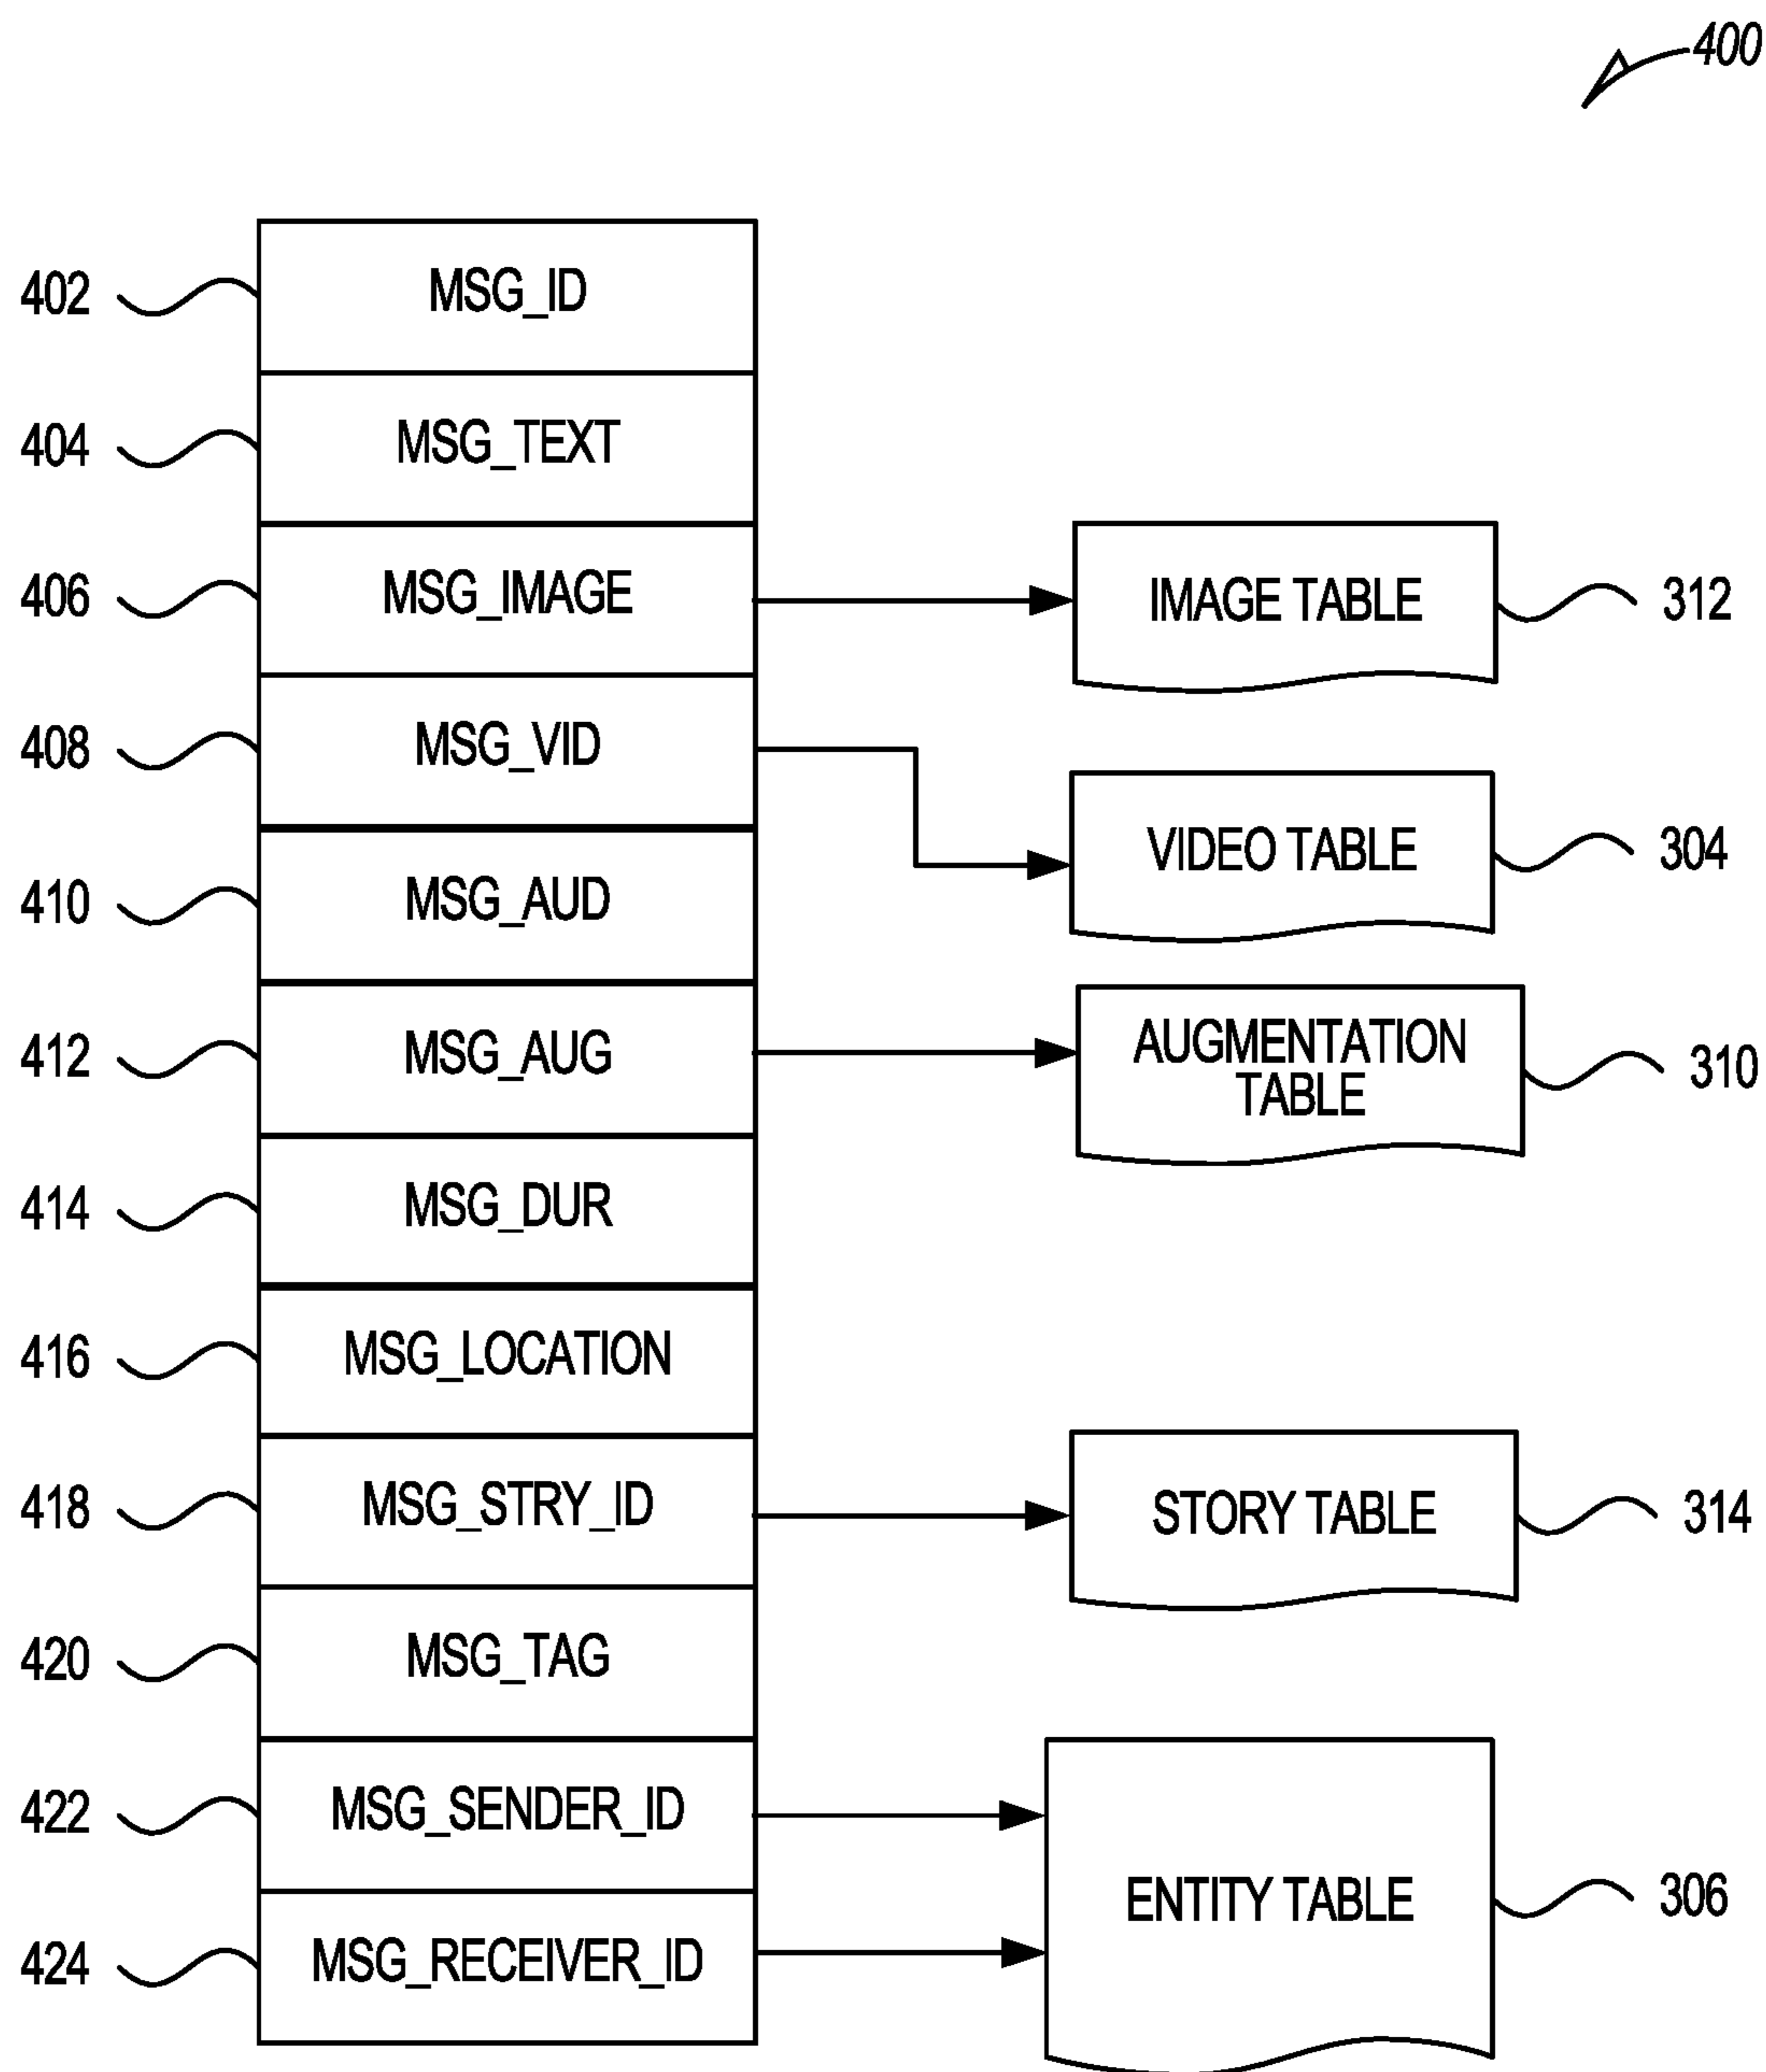 400
402 MSG_ID
404 MSG_TEXT
406 MSG_IMAGE IMAGE TABLE 312
408 MSG_VID VIDEO TABLE 304
410 MSG_AUD
412 MSG_AUG AUGMENTATION
TABLE 310
414 MSG_DUR
416 MSG_LOCATION
418 MSG_STRY_ID STORY TABLE 314
420 MSG_TAG
422 MSG_SENDER_ID
ENTITY TABLE 306
424 MSG_RECEIVER_ID